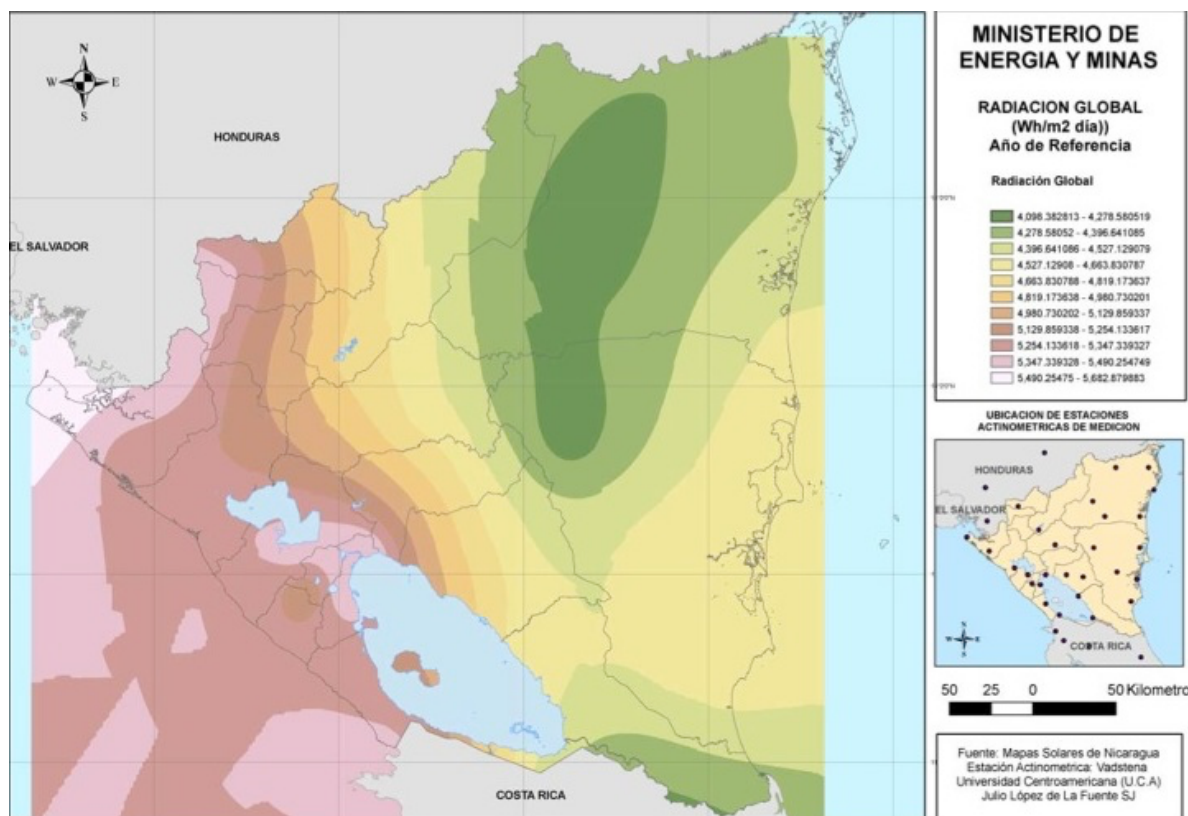 N
W
E
S
HONDURAS
EL SALVADOR
COSTA RICA
MINISTERIO DE
ENERGIA Y MINAS
RADIACION GLOBAL
(Wh/m2 día))
Año de Referencia
Radiación Global
4,098.382813 - 4,278.580519
4,278.58052 - 4,396.641085
4,396.641086 - 4,527.129079
4,527.12908 - 4,663.830787
4,663.830788 - 4,819.173637
4,819.173638 - 4,980.730201
4,980.730202 - 5,129.859337
5,129.859338 - 5,254.133617
5,254.133618 - 5,347.339327
5,347.339328 - 5,490.254749
5,490.25475 - 5,682.879883
UBICACION DE ESTACIONES
ACTINOMETRICAS DE MEDICION
HONDURAS
EL SALVADOR
N
W
E
S
COSTA RICA
50 25 0 50 Kilometro
Fuente: Mapas Solares de Nicaragua
Estación Actinometrica: Vadstena
Universidad Centroamericana (U.C.A)
Julio López de La Fuente SJ